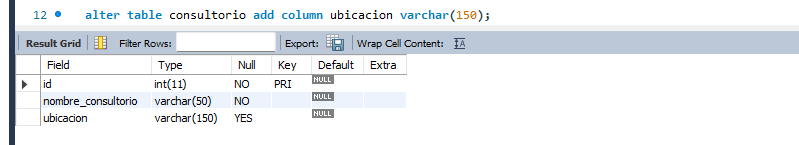 12 alter table consultorio add column ubicacion varchar(150);
Result Grid Filter Rows: Export: Wrap Cell Content:
Field Type Null Key Default Extra
id int(11) NO PRI NULL
nombre_consultorio varchar(50) NO NULL
ubicacion varchar(150) YES NULL